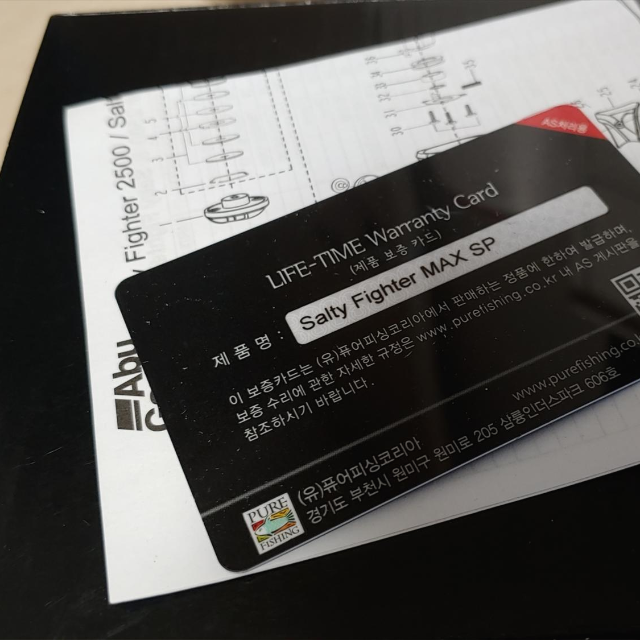 AS처리용
LIFE-TIME Warranty Card
(제품 보증 카드)
제 품 명 : Salty Fighter MAX SP
이 보증카드는 (유)퓨어피싱코리아에서 판매하는 정품에 한하여 발급하며,
보증 수리에 관한 자세한 규정은 www.purefishing.co.kr 내 AS 게시판을
참조하시기 바랍니다.
www.purefishing.co
(유)퓨어피싱코리아
경기도 부천시 원미구 원미로 205 삼룡인더스파크 606호
PURE
FISHING
Fighter 2500 / Sal
Abu